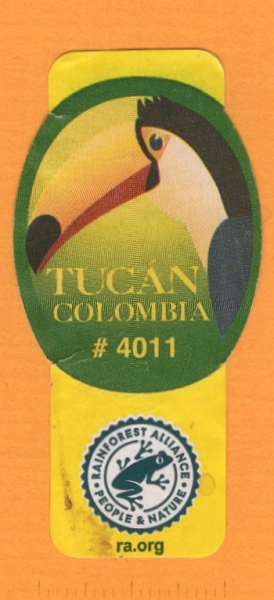 TUCÁN
COLOMBIA
# 4011
RAINFOREST ALLIANCE
• PEOPLE & NATURE •
ra.org